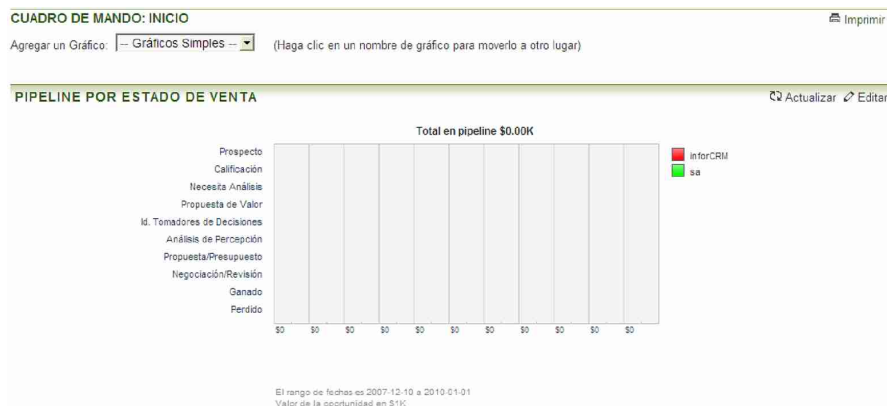 CUADRO DE MANDO: INICIO
Imprimir
Agregar un Gráfico: -- Gráficos Simples -- (Haga clic en un nombre de gráfico para moverlo a otro lugar)
PIPELINE POR ESTADO DE VENTA
Actualizar Editar
Total en pipeline $0.00K
Prospecto
Calificación
Necesita Análisis
Propuesta de Valor
Id. Tomadores de Decisiones
Análisis de Percepción
Propuesta/Presupuesto
Negociación/Revisión
Ganado
Perdido
$0 $0 $0 $0 $0 $0 $0 $0 $0 $0 $0
inforCRM
sa
El rango de fechas es 2007-12-10 a 2010-01-01
Valor de la oportunidad en $1K